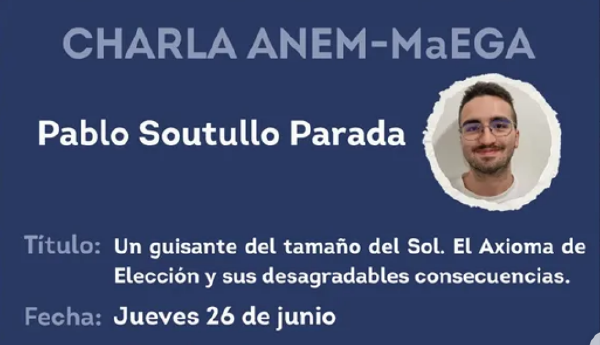 CHARLA ANEM-MaEGA
Pablo Soutullo Parada
Título: Un guisante del tamaño del Sol. El Axioma de
Elección y sus desagradables consecuencias.
Fecha: Jueves 26 de junio